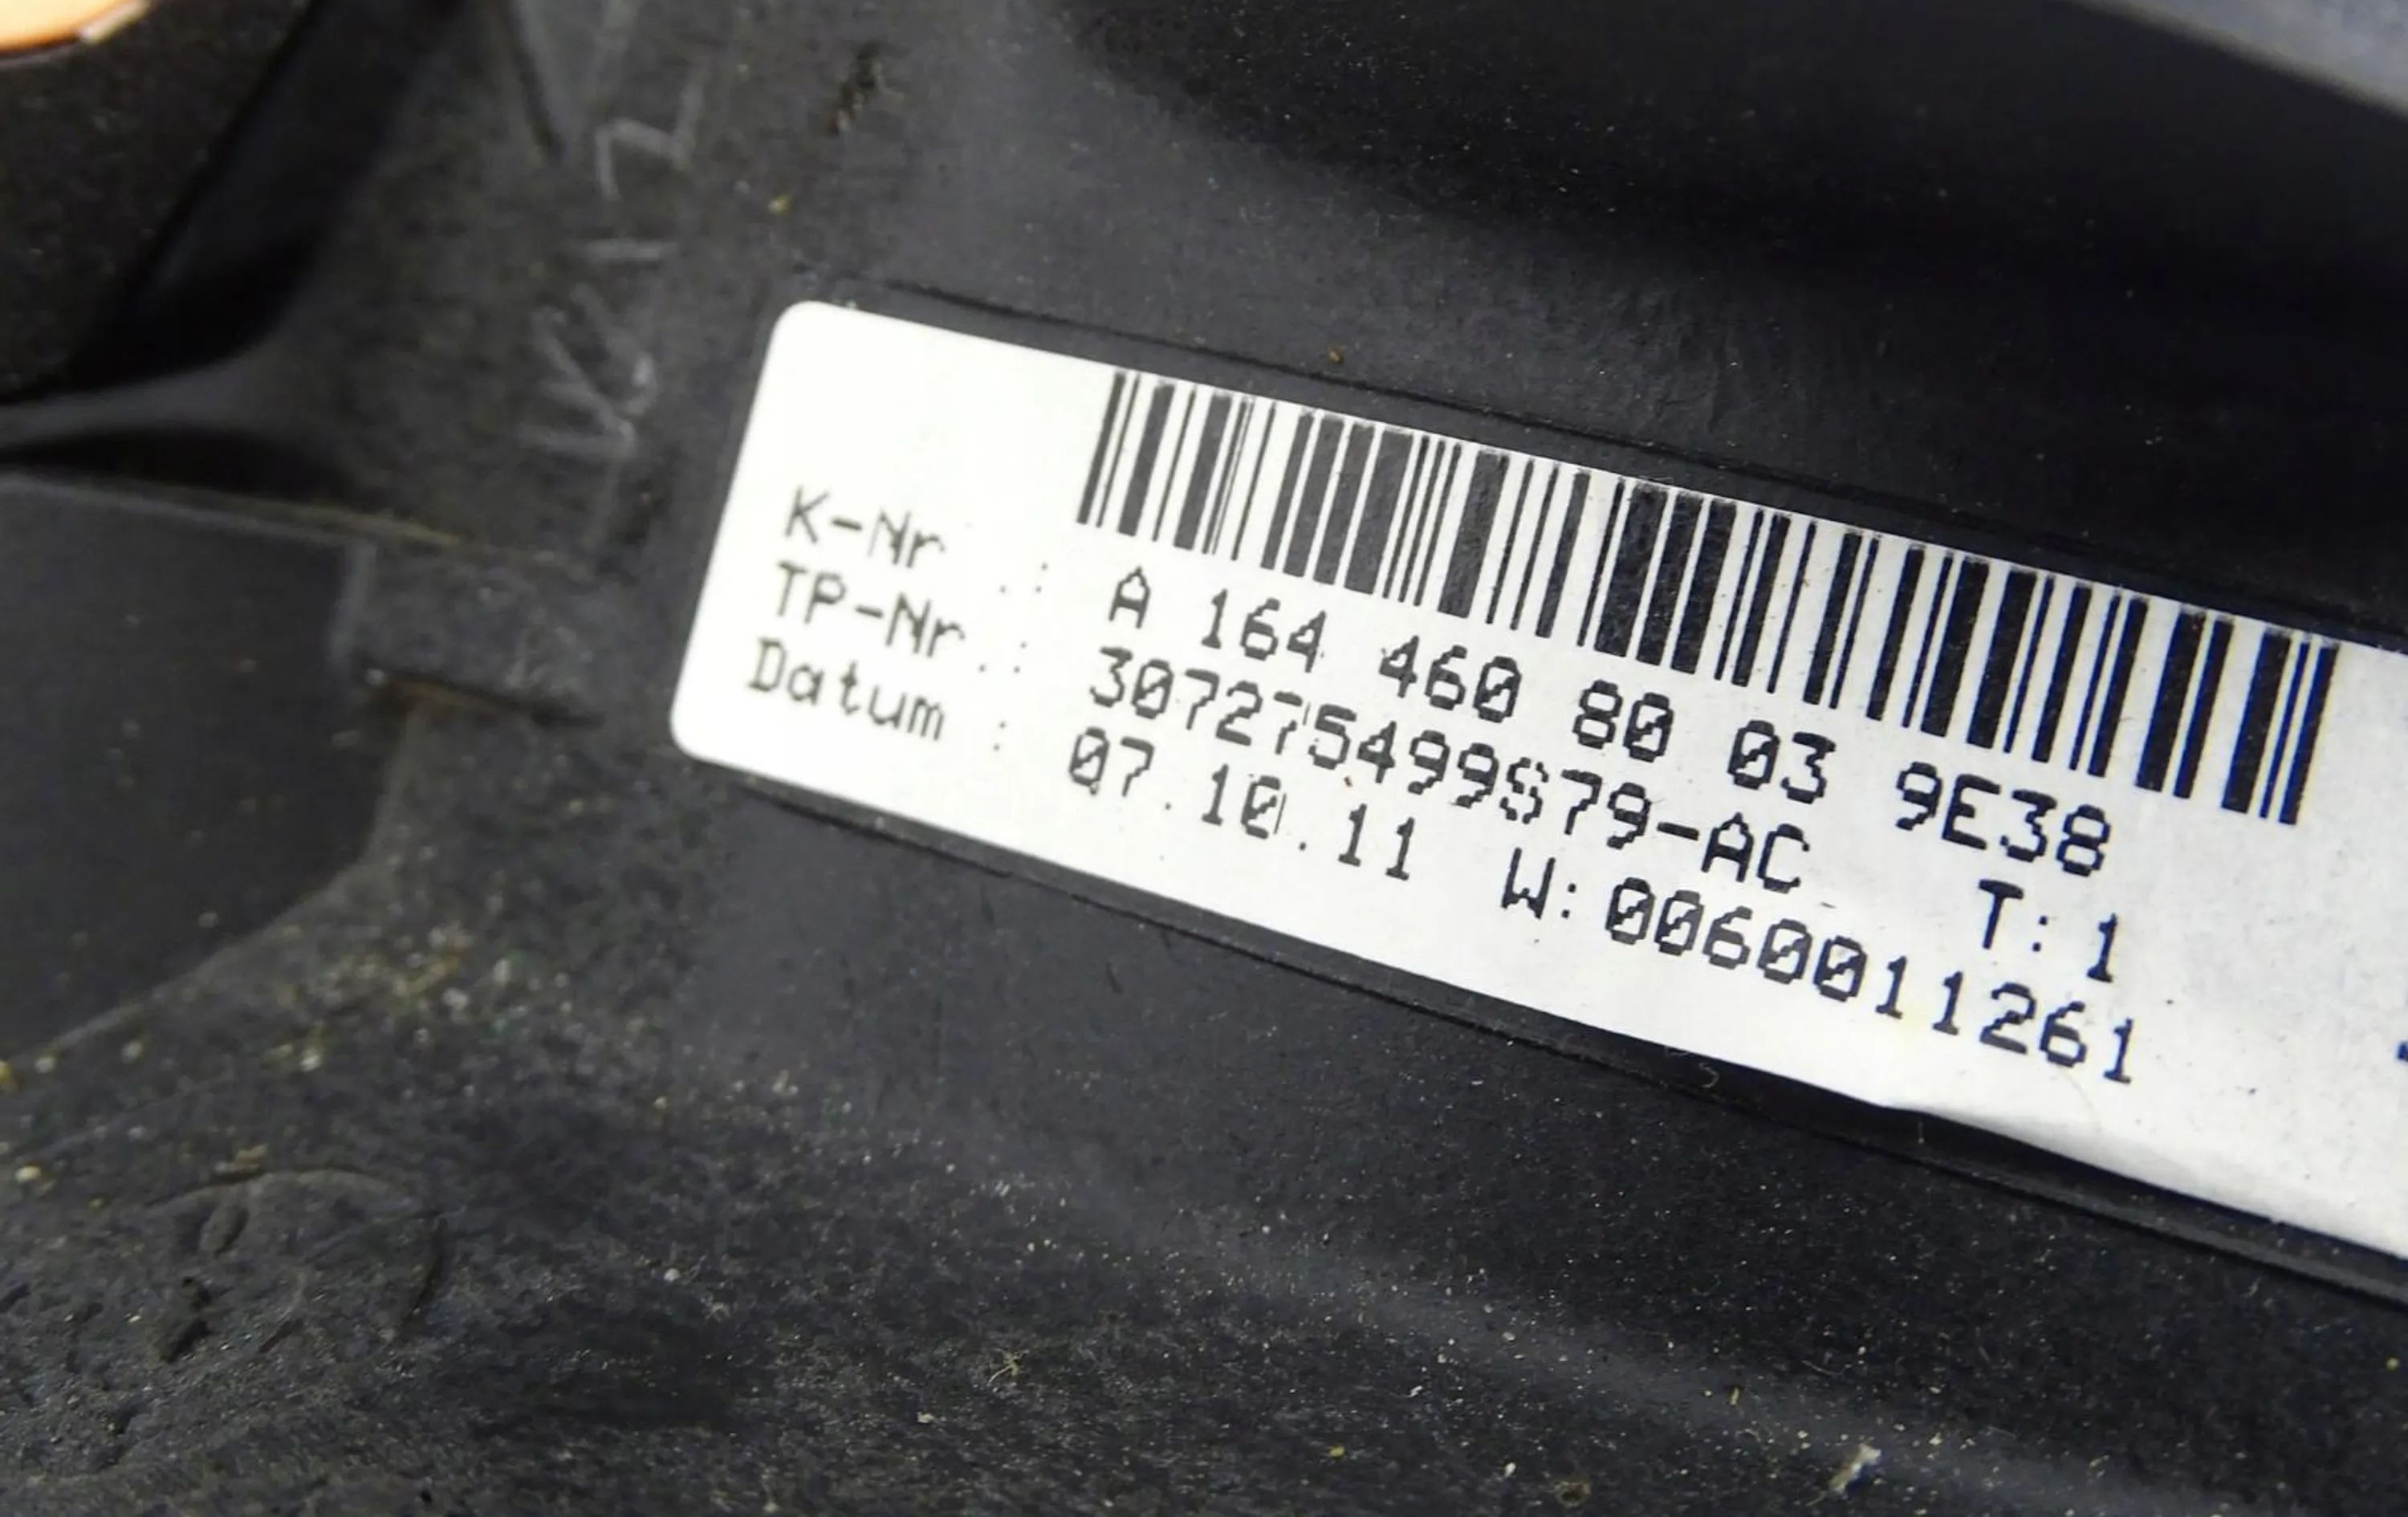 K-Nr .: A 164 460 80 03 9E38
TP-Nr.: 307275499S79-AC T: 1
Datum : 07.10.11 W:0060011261